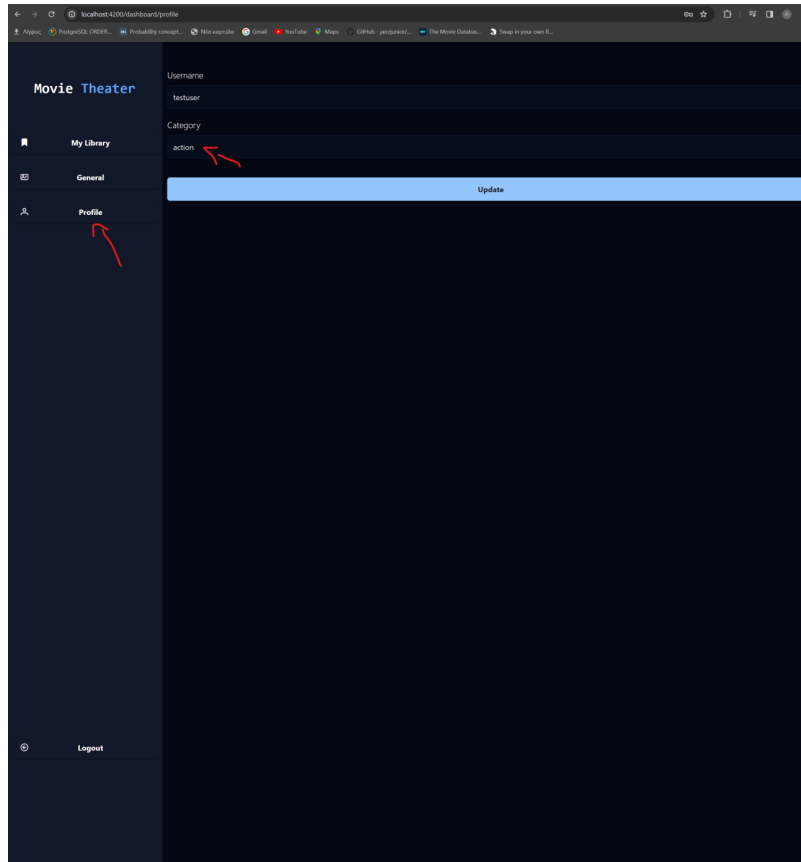 localhost:4200/dashboard/profile
Λήψεις PostgreSQL ORDER... Probability concept... Νέα καρτέλα Gmail YouTube Maps GitHub - jainjunior/... The Movie Databas... Swap in your own R...
Movie Theater
My Library
General
Profile
Logout
Username
testuser
Category
action
Update